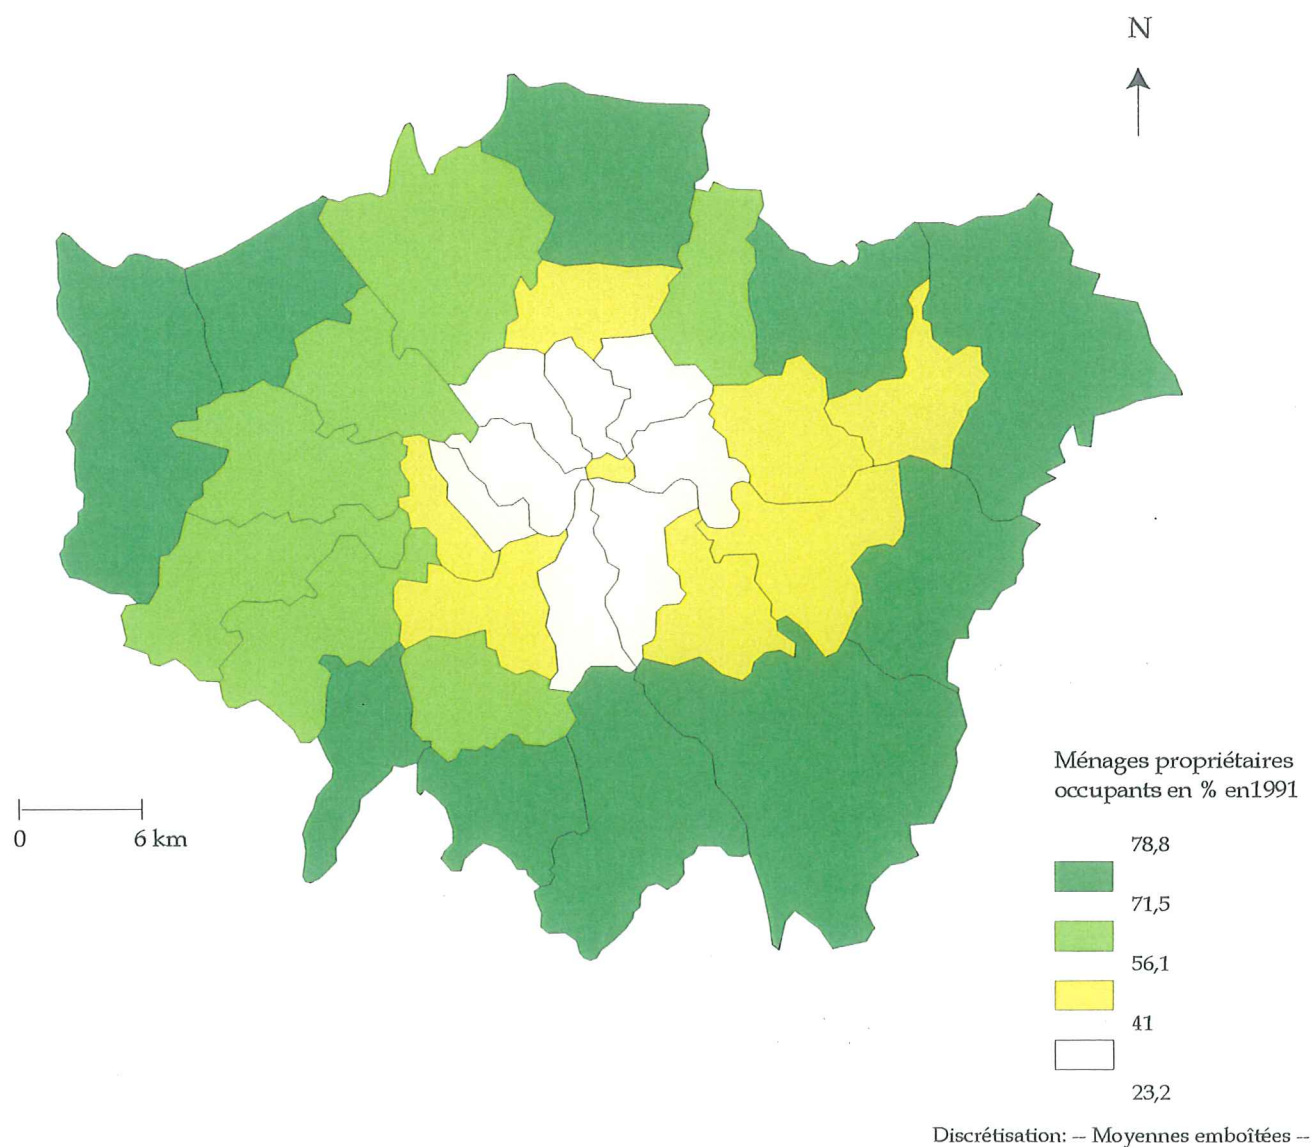 N
0 6 km
Ménages propriétaires
occupants en % en1991
78,8
71,5
56,1
41
23,2
Discrétisation: -- Moyennes emboîtées --